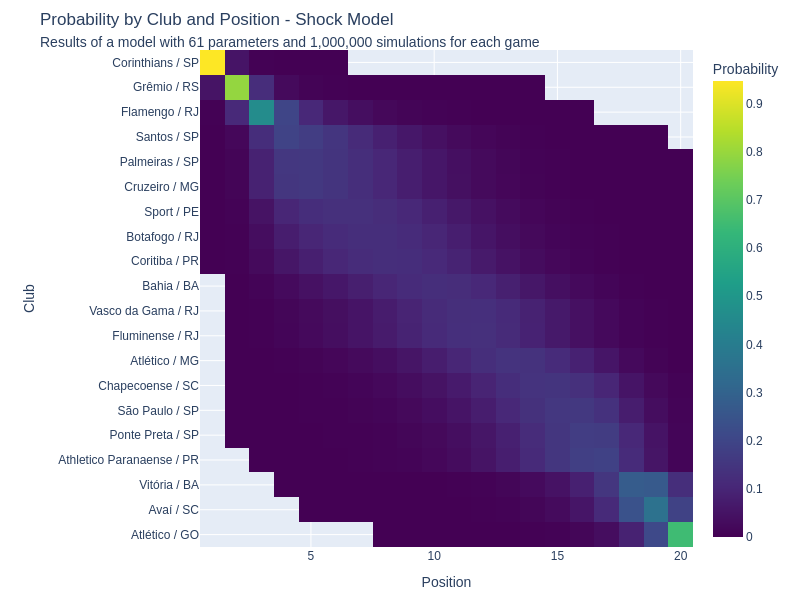 Probability by Club and Position - Shock Model
Results of a model with 61 parameters and 1,000,000 simulations for each game
Corinthians / SP
Grêmio / RS
Flamengo / RJ
Santos / SP
Palmeiras / SP
Cruzeiro / MG
Sport / PE
Botafogo / RJ
Coritiba / PR
Bahia / BA
Vasco da Gama / RJ
Fluminense / RJ
Atlético / MG
Chapecoense / SC
São Paulo / SP
Ponte Preta / SP
Athletico Paranaense / PR
Vitória / BA
Avaí / SC
Atlético / GO
Club
5
10
15
20
Position
Probability
0.9
0.8
0.7
0.6
0.5
0.4
0.3
0.2
0.1
0